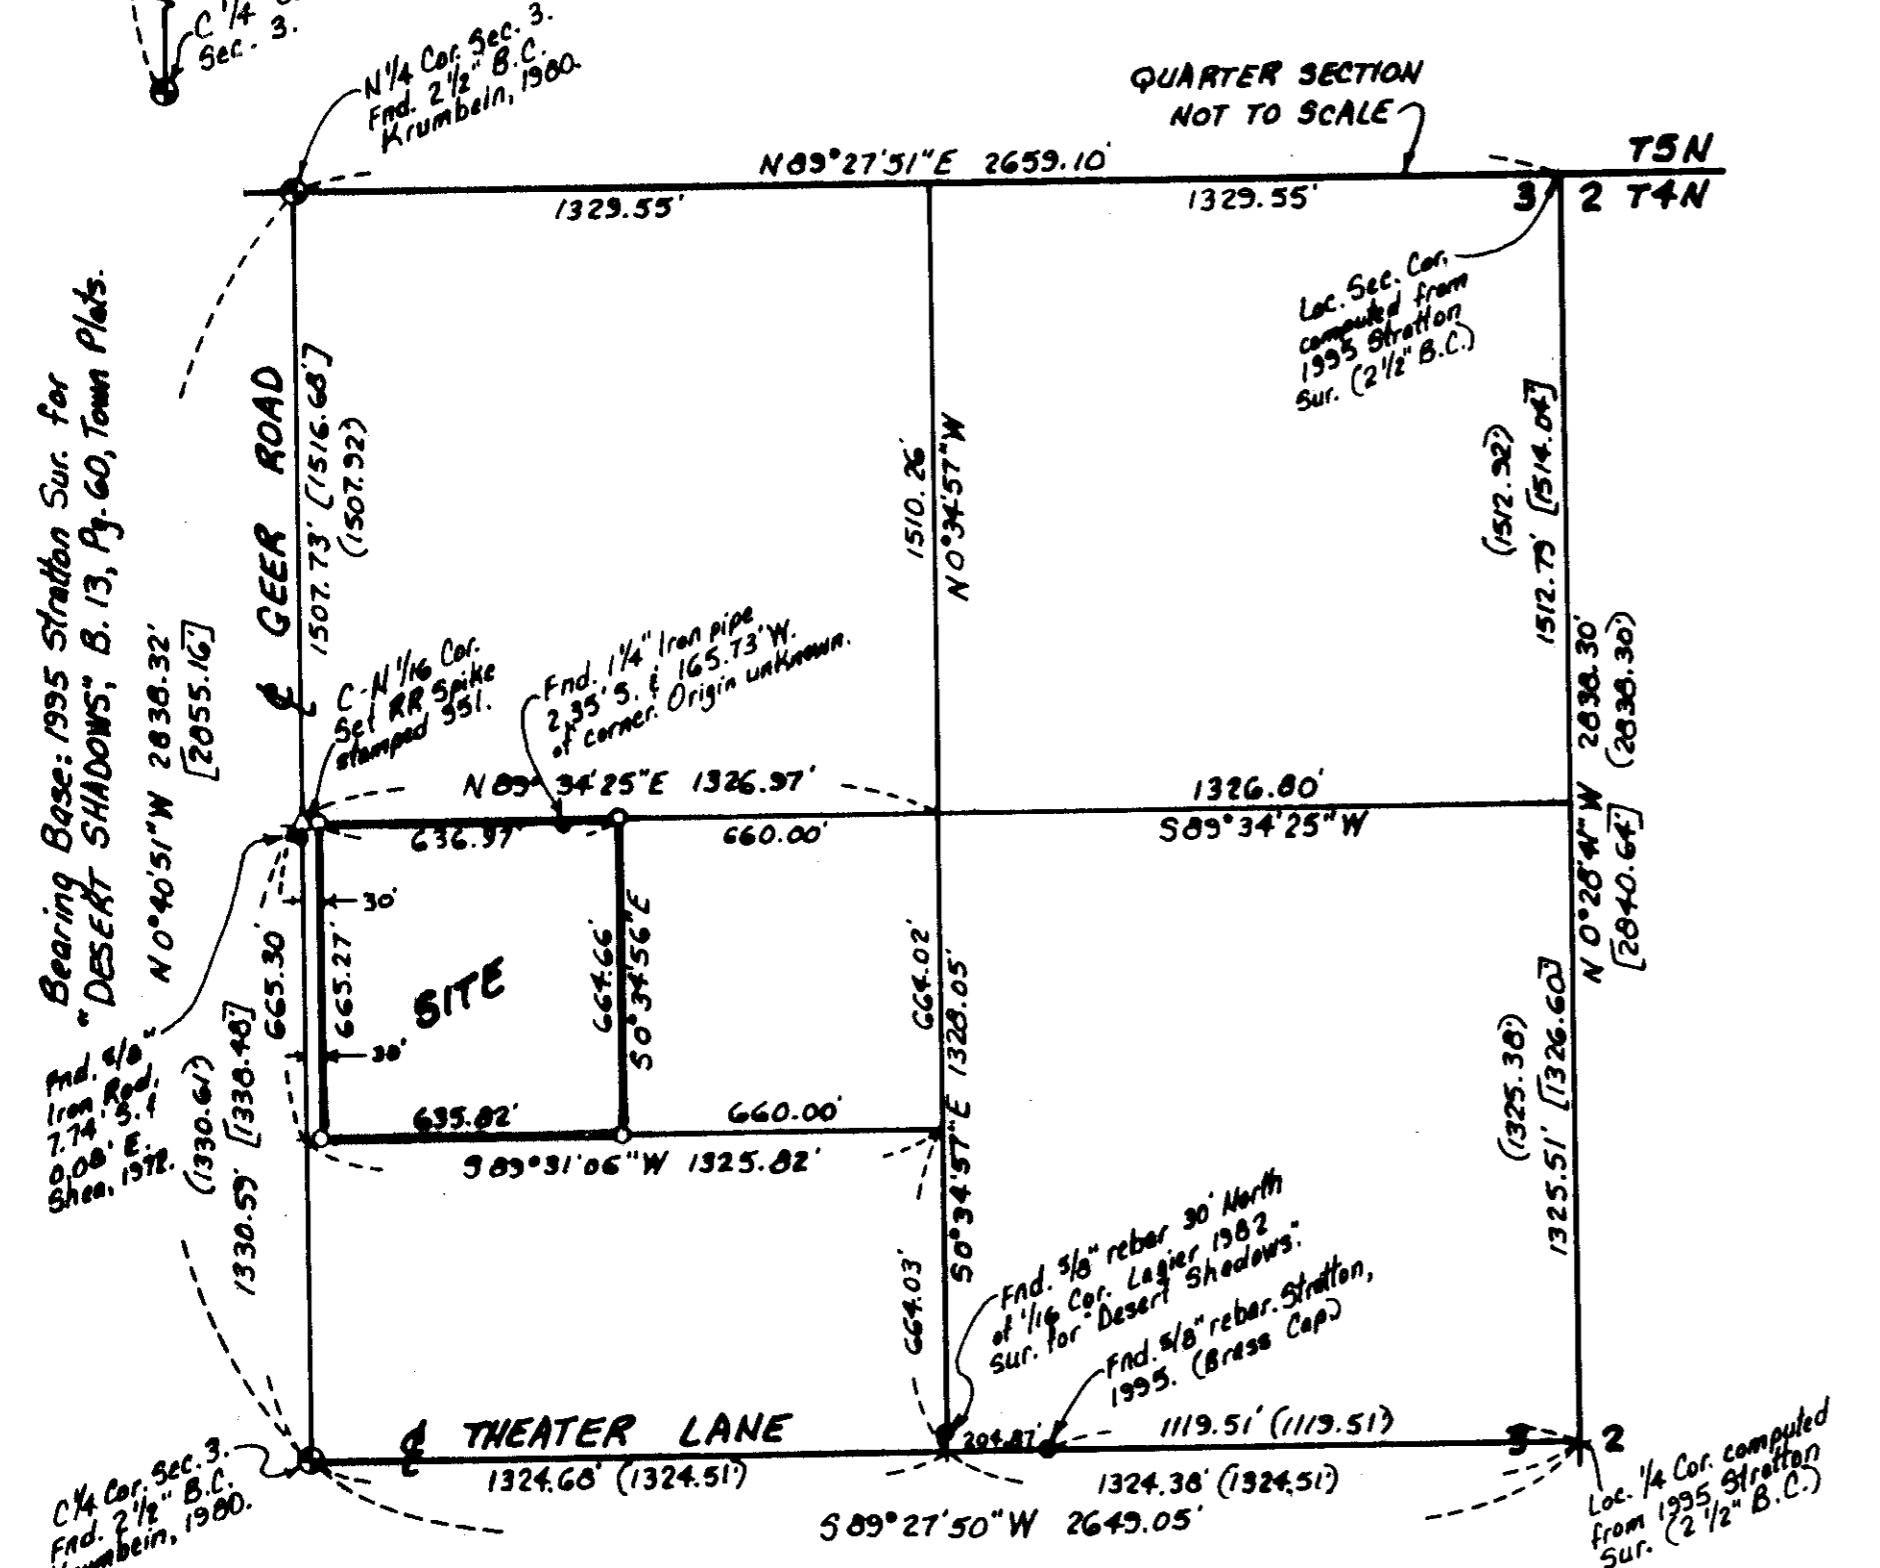 C 1/4
Sec. 3.
N 1/4 Cor. Sec. 3.
Fnd. 2 1/2" B.C.
Krumbein, 1980.
QUARTER SECTION
NOT TO SCALE
T5N
N 89°27'51"E 2659.10'
1329.55'
1329.55'
3 2 T4N
Loc. Sec. Cor.
computed from
1995 Stratton
Sur. (2 1/2" B.C.)
Bearing Base: 1995 Stratton Sur. for
"DESERT SHADOWS", B. 13, Pg. 60, Town Plats.
N 0°40'51"W 2838.32'
[2855.16']
℄ GEER ROAD
1507.73' [1516.68']
(1507.92)
1510.26'
N 0°34'57"W
(1512.92')
1512.79' [1514.04']
N 0°28'41"W 2838.30'
(2838.30')
[2840.64']
C-N 1/16 Cor.
Set RR Spike
stamped 951.
Fnd. 1 1/4" Iron pipe
2.35' S. & 165.73' W.
of corner. Origin unknown.
N 89° 34'25"E 1326.97'
1326.80'
S 89°34'25"W
636.97'
660.00'
30'
665.30'
665.27'
SITE
664.66'
S 0°34'56"E
664.02'
S 0°34'57"E 1328.05'
30'
Fnd. 5/8"
Iron Rod.
7.74' S. &
0.08' E.
Shea, 1972.
(1330.61)
1330.59' [1338.48']
635.82'
660.00'
S 89°31'06"W 1325.82'
664.03'
(1325.38')
1325.51' [1326.60']
Fnd. 5/8" rebar 30' North
of 1/16 Cor. Lagier 1982
Sur. for "Desert Shadows".
Fnd. 5/8" rebar. Stratton,
1995. (Brass Cap.)
℄ THEATER LANE
204.87'
1119.51' (1119.51')
3 2
1324.68' (1324.51')
1324.38' (1324.51')
S 89°27'50"W 2649.05'
C 1/4 Cor. Sec. 3.
Fnd. 2 1/2" B.C.
Krumbein, 1980.
Loc. 1/4 Cor. computed
from 1995 Stratton
Sur. (2 1/2" B.C.)